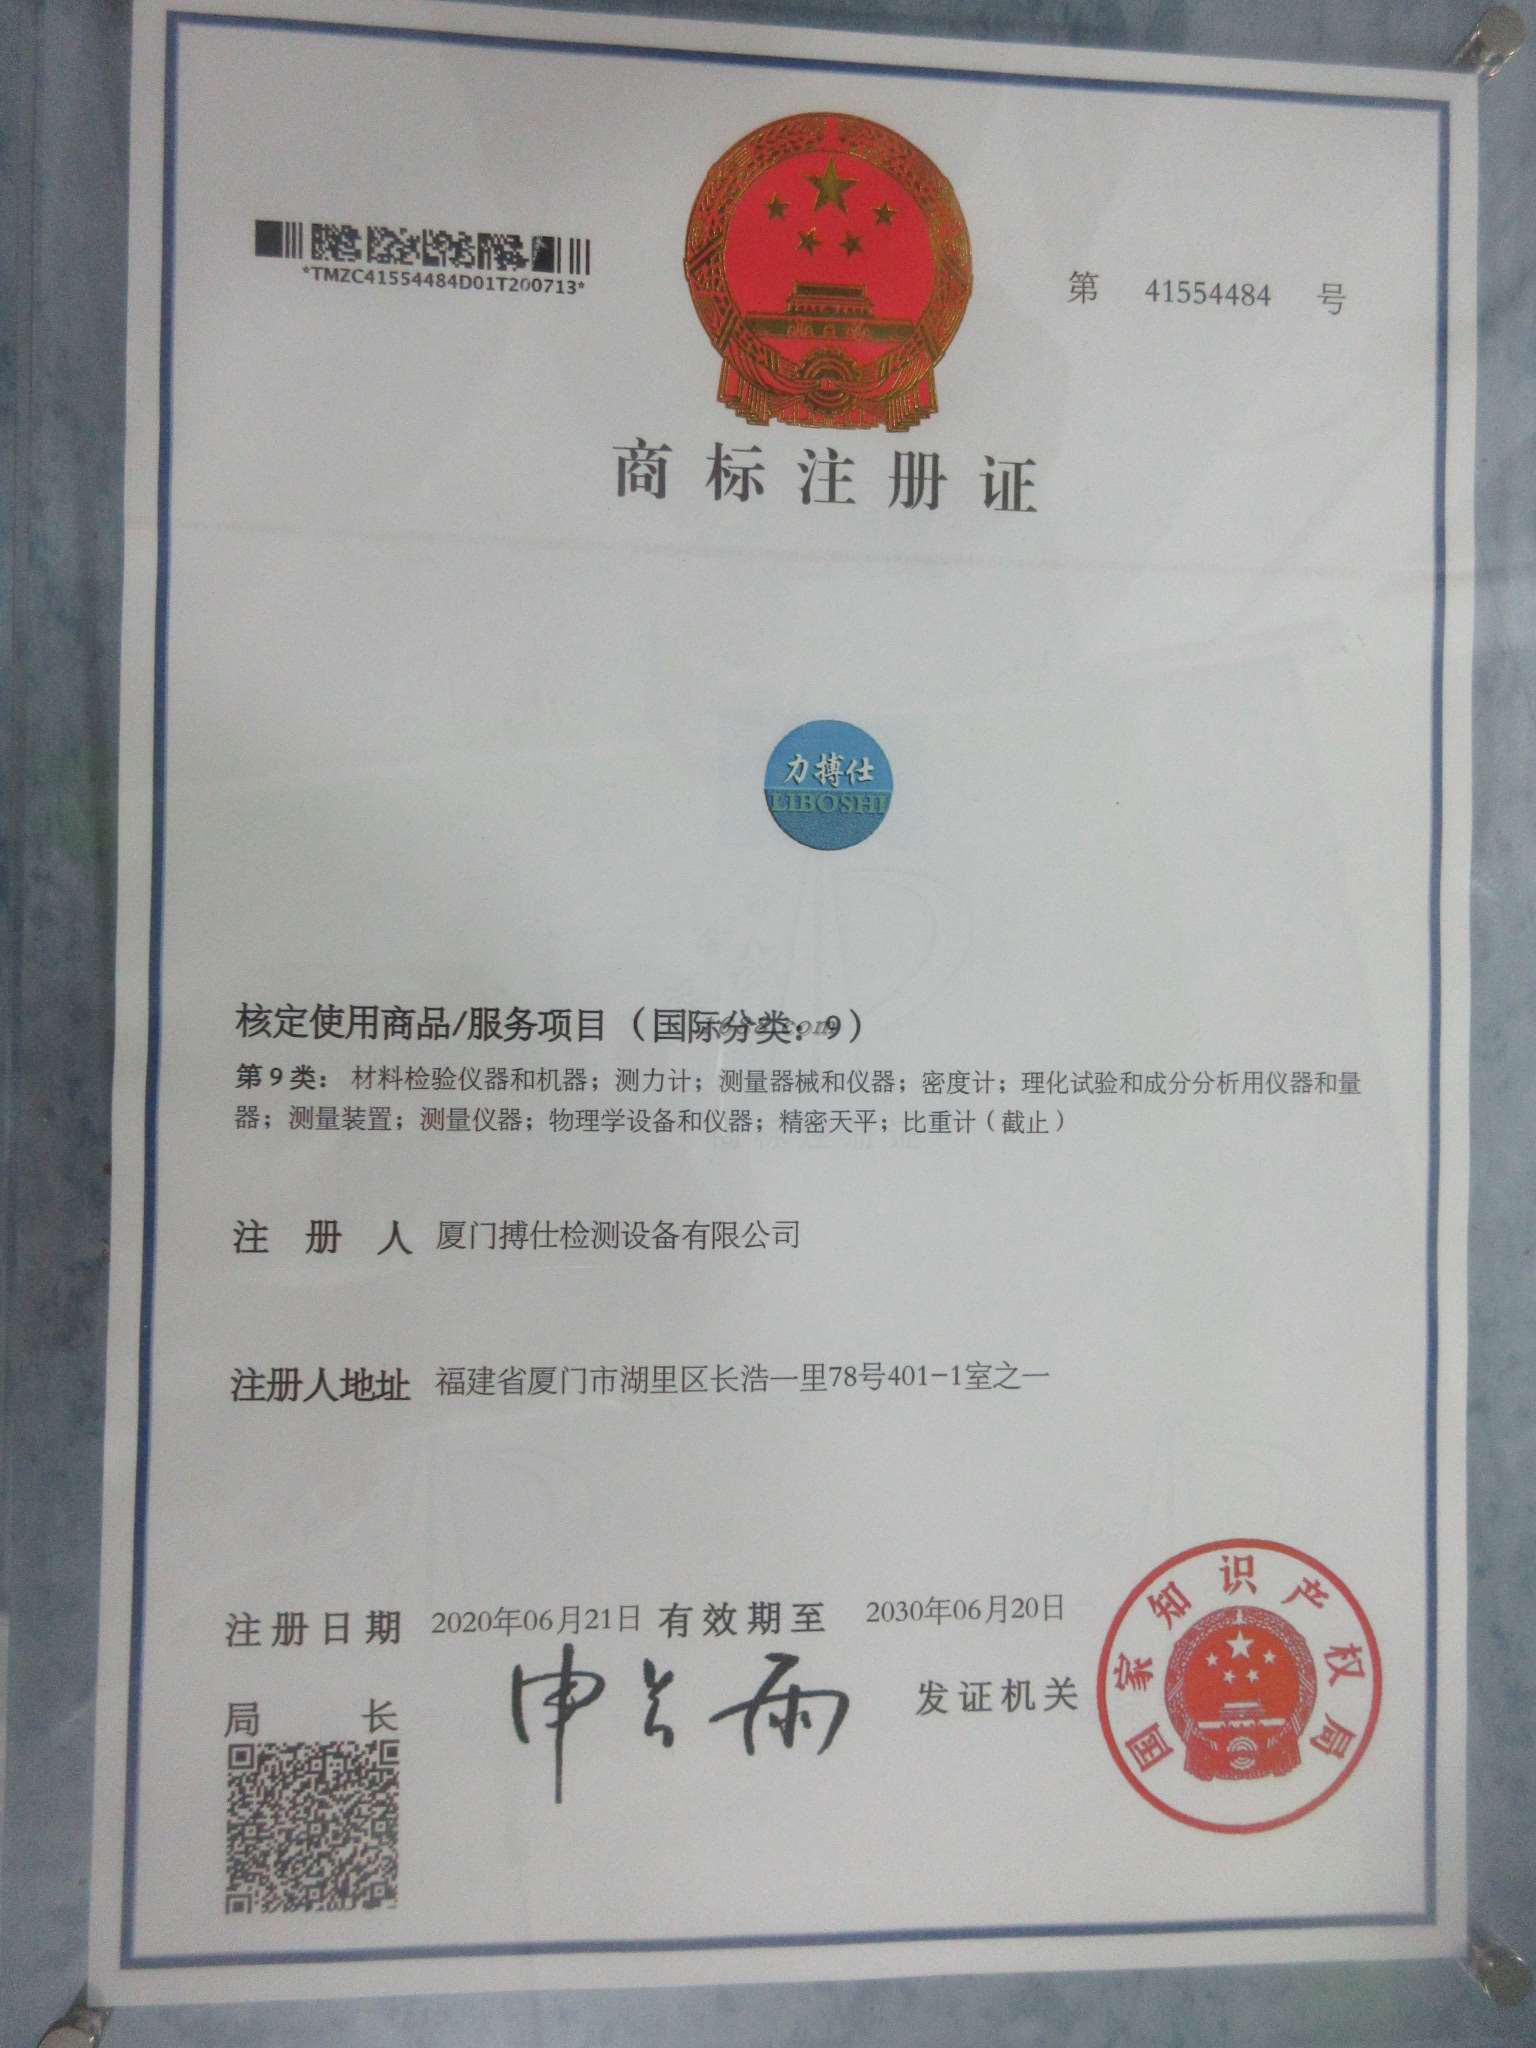 *TMZC41554484D01T200713*
第 41554484 号
商标注册证
力搏仕
LIBOSHI
核定使用商品/服务项目（国际分类：9）
第9类：材料检验仪器和机器；测力计；测量器械和仪器；密度计；理化试验和成分分析用仪器和量
器；测量装置；测量仪器；物理学设备和仪器；精密天平；比重计（截止）
注册人 厦门搏仕检测设备有限公司
注册人地址 福建省厦门市湖里区长浩一里78号401-1室之一
注册日期 2020年06月21日 有效期至 2030年06月20日
局长 申长雨 发证机关
国家知识产权局